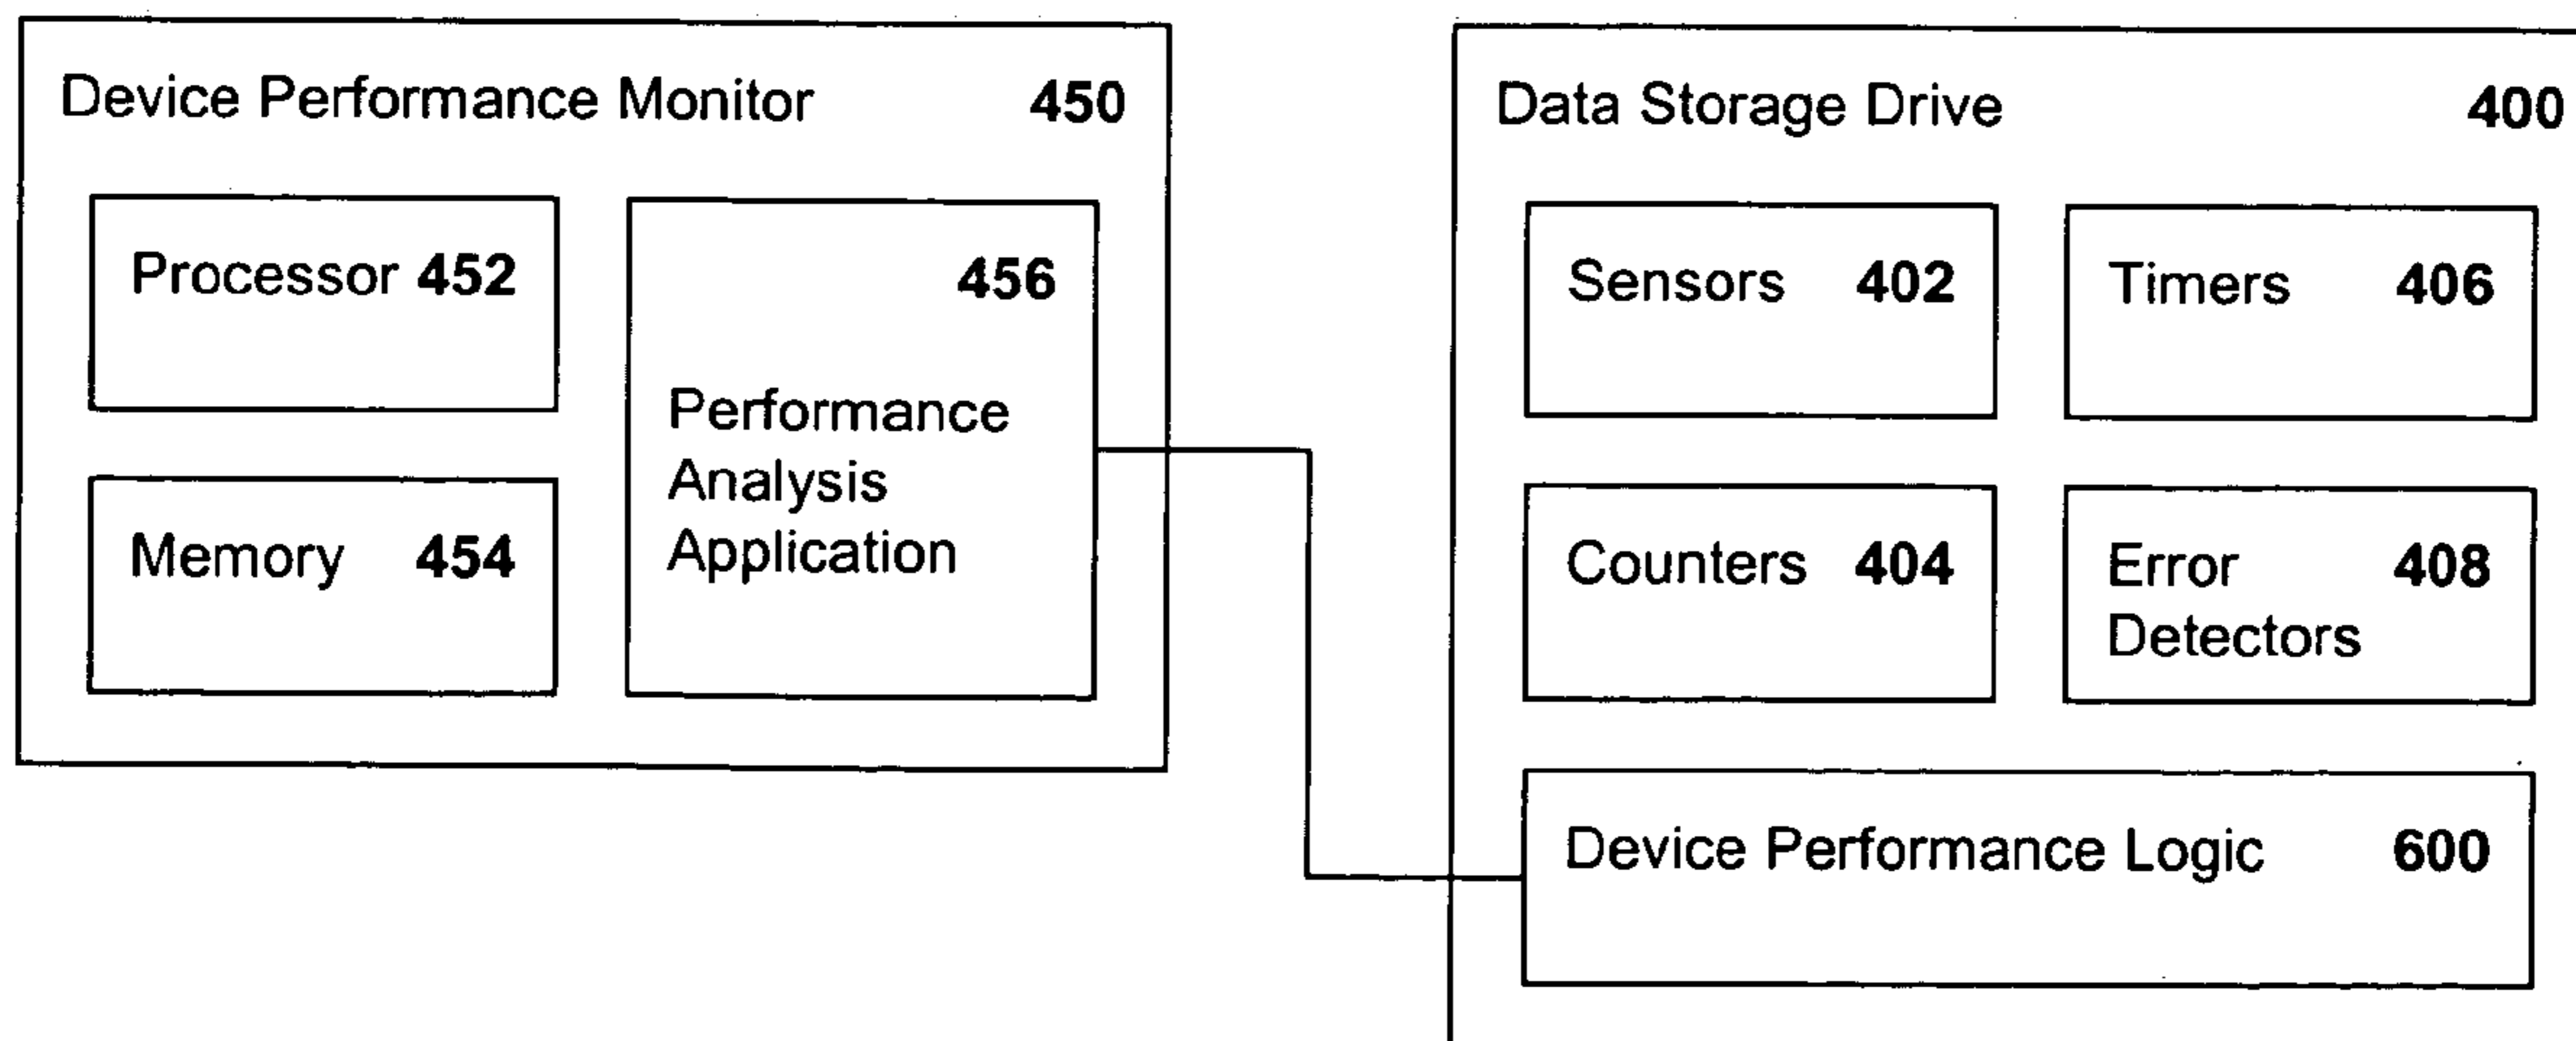 Device Performance Monitor 450
Processor 452
Memory 454
456
Performance
Analysis
Application
Data Storage Drive 400
Sensors 402
Timers 406
Counters 404
Error 408
Detectors
Device Performance Logic 600